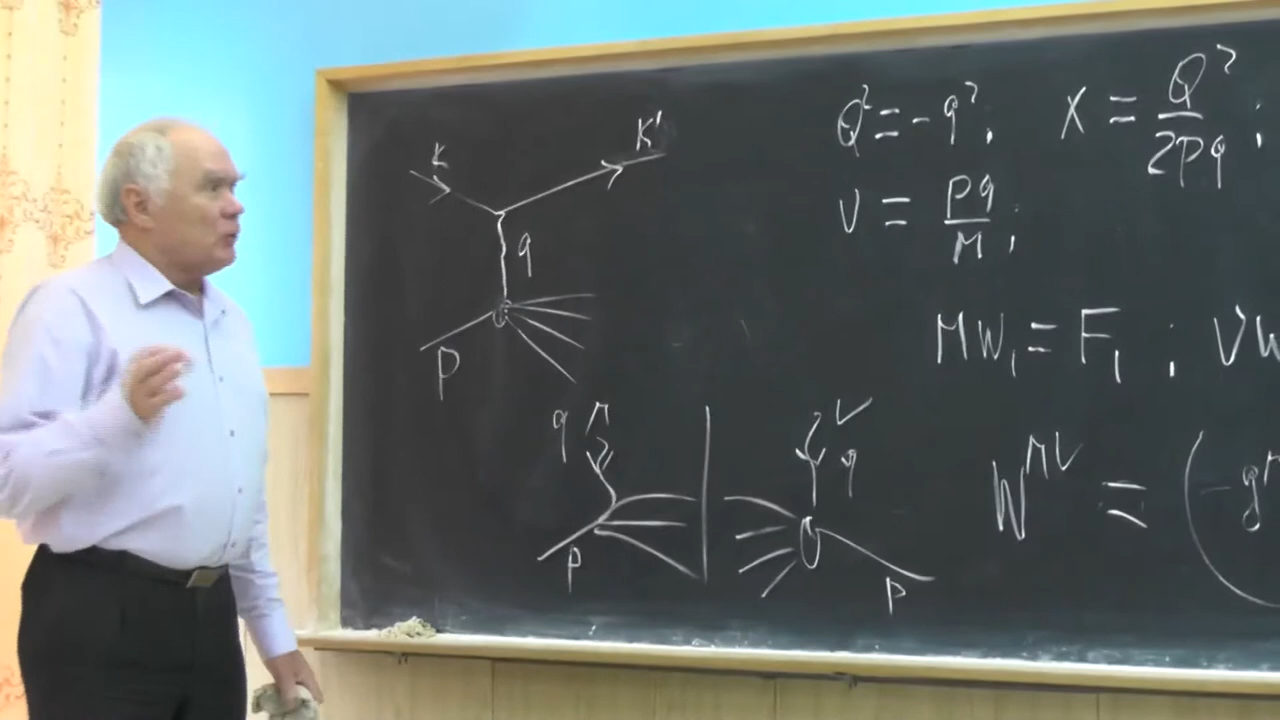 K K'
q
P
Q² = -q²; X = Q²/2Pq ;
ν = Pq/M ;
MW₁ = F₁ ; νW
q μ
P
ν
q
P
W^μν = (-g^μ